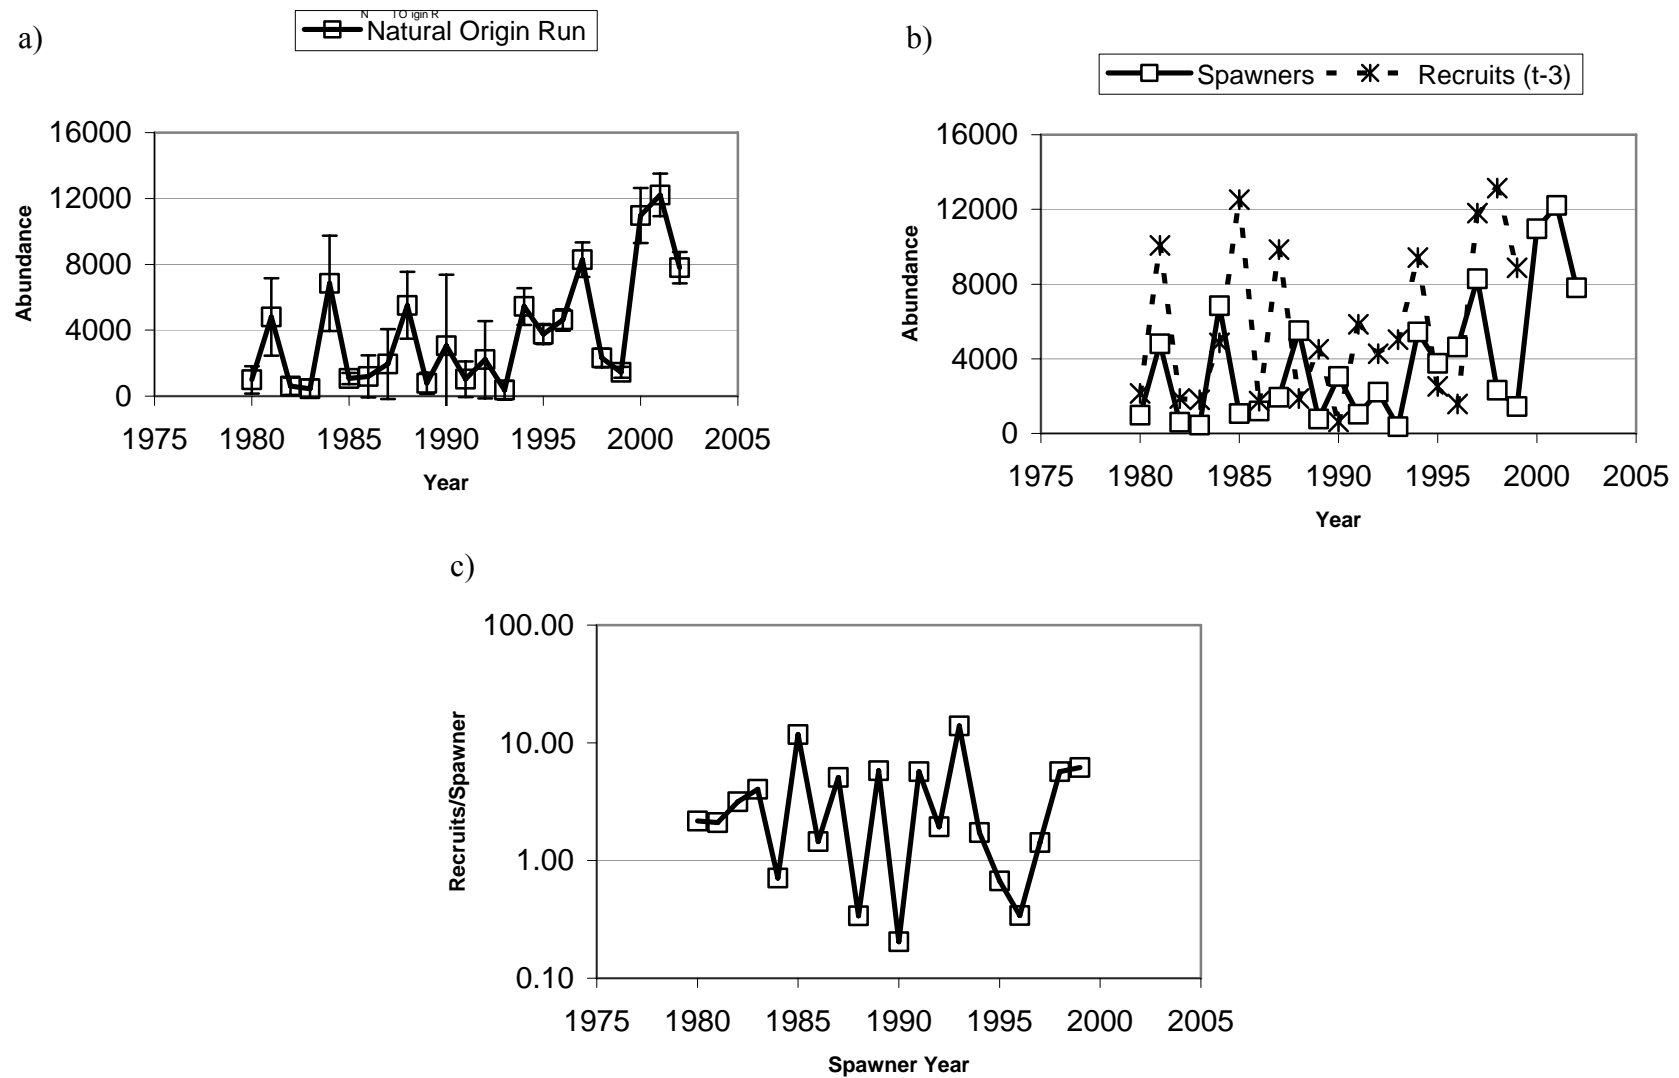 a)
N TO igin R
Natural Origin Run
16000
12000
8000
4000
0
1975 1980 1985 1990 1995 2000 2005
Abundance
Year
b)
Spawners Recruits (t-3)
16000
12000
8000
4000
0
1975 1980 1985 1990 1995 2000 2005
Abundance
Year
c)
100.00
10.00
1.00
0.10
1975 1980 1985 1990 1995 2000 2005
Recruits/Spawner
Spawner Year